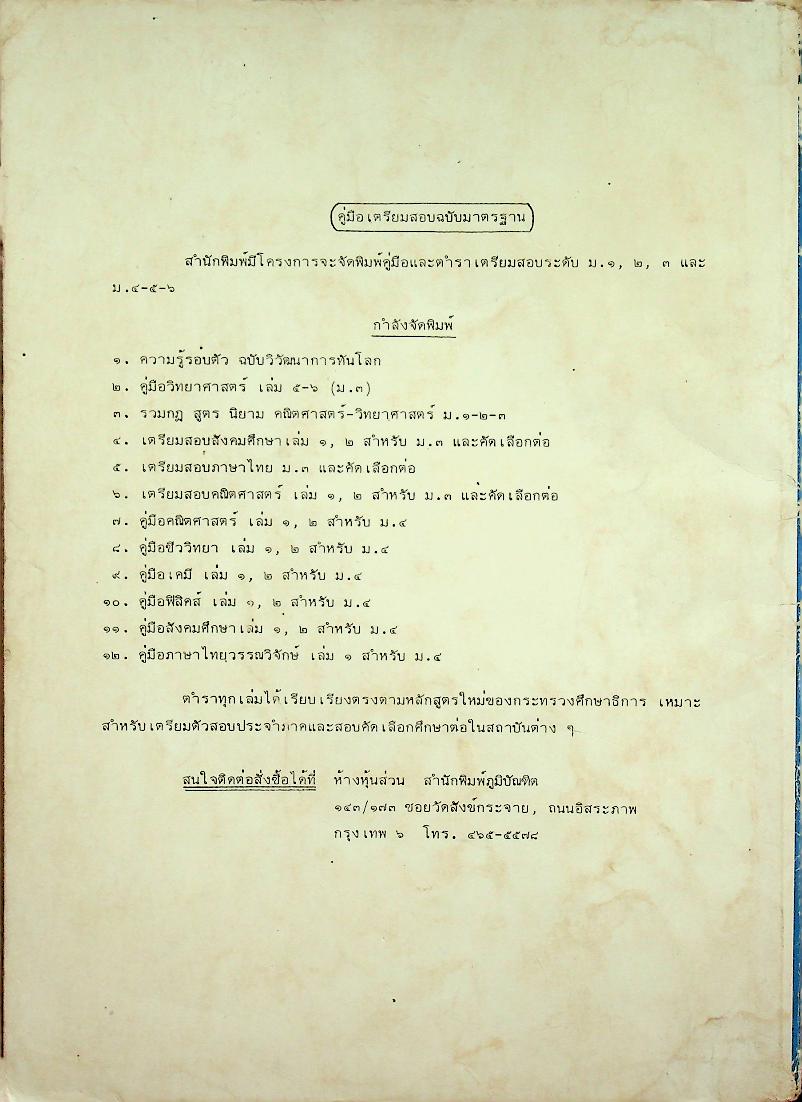 คู่มือเตรียมสอบฉบับมาตรฐาน
สำนักพิมพ์มีโครงการจะจัดพิมพ์คู่มือและตำราเตรียมสอบระดับ ม.๑, ๒, ๓ และ
ม.๔-๕-๖
กำลังจัดพิมพ์
๑. ความรู้รอบตัว ฉบับวิวัฒนาการทันโลก
๒. คู่มือวิทยาศาสตร์ เล่ม ๕-๖ (ม.๓)
๓. รวมกฎ สูตร นิยาม คณิตศาสตร์-วิทยาศาสตร์ ม.๑-๒-๓
๔. เตรียมสอบสังคมศึกษาเล่ม ๑, ๒ สำหรับ ม.๓ และคัดเลือกต่อ
๕. เตรียมสอบภาษาไทย ม.๓ และคัดเลือกต่อ
๖. เตรียมสอบคณิตศาสตร์ เล่ม ๑, ๒ สำหรับ ม.๓ และคัดเลือกต่อ
๗. คู่มือคณิตศาสตร์ เล่ม ๑, ๒ สำหรับ ม.๔
๘. คู่มือชีววิทยา เล่ม ๑, ๒ สำหรับ ม.๔
๙. คู่มือเคมี เล่ม ๑, ๒ สำหรับ ม.๔
๑๐. คู่มือฟิสิคส์ เล่ม ๑, ๒ สำหรับ ม.๔
๑๑. คู่มือสังคมศึกษาเล่ม ๑, ๒ สำหรับ ม.๔
๑๒. คู่มือภาษาไทยวรรณวิจักษ์ เล่ม ๑ สำหรับ ม.๔
ตำราทุกเล่มได้เรียบเรียงตรงตามหลักสูตรใหม่ของกระทรวงศึกษาธิการ เหมาะ
สำหรับเตรียมตัวสอบประจำภาคและสอบคัดเลือกศึกษาต่อในสถาบันต่าง ๆ
สนใจติดต่อสั่งซื้อได้ที่ ห้างหุ้นส่วน สำนักพิมพ์ภูมิบัณฑิต
๑๔๓/๑๗๓ ซอยวัดสังข์กระจาย, ถนนอิสระภาพ
กรุงเทพ ๖ โทร. ๔๖๕-๕๕๗๘